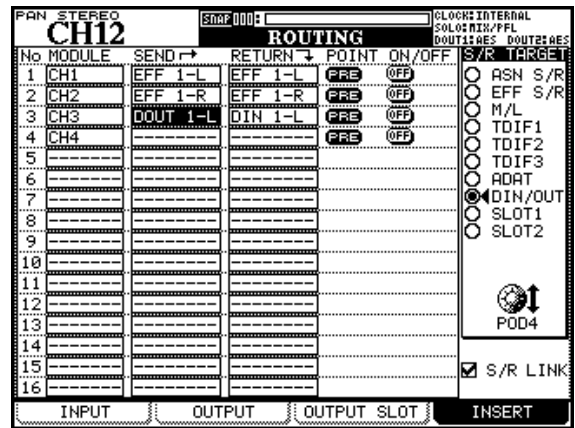 PAN STEREO
CH12
SNAP 000:
ROUTING
CLOCK:INTERNAL
SOLO:MIX/PFL
DOUT1:AES DOUT2:AES
No MODULE SEND RETURN POINT ON/OFF
1 CH1 EFF 1-L EFF 1-L PRE OFF
2 CH2 EFF 1-R EFF 1-R PRE OFF
3 CH3 DOUT 1-L DIN 1-L PRE OFF
4 CH4 ------- ------- PRE OFF
5 ------- ------- -------
6 ------- ------- -------
7 ------- ------- -------
8 ------- ------- -------
9 ------- ------- -------
10 ------- ------- -------
11 ------- ------- -------
12 ------- ------- -------
13 ------- ------- -------
14 ------- ------- -------
15 ------- ------- -------
16 ------- ------- -------
S/R TARGET
ASN S/R
EFF S/R
M/L
TDIF1
TDIF2
TDIF3
ADAT
DIN/OUT
SLOT1
SLOT2
POD4
S/R LINK
INPUT OUTPUT OUTPUT SLOT INSERT